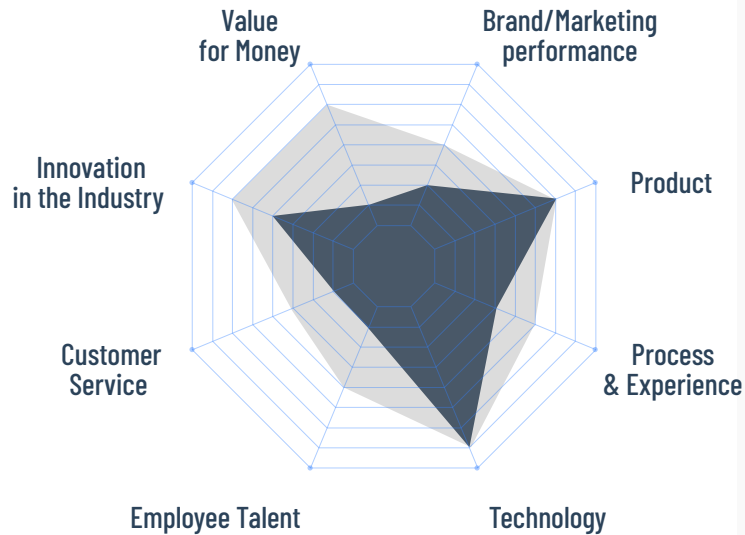 Value
for Money
Brand/Marketing
performance
Innovation
in the Industry
Product
Customer
Service
Process
& Experience
Employee Talent
Technology